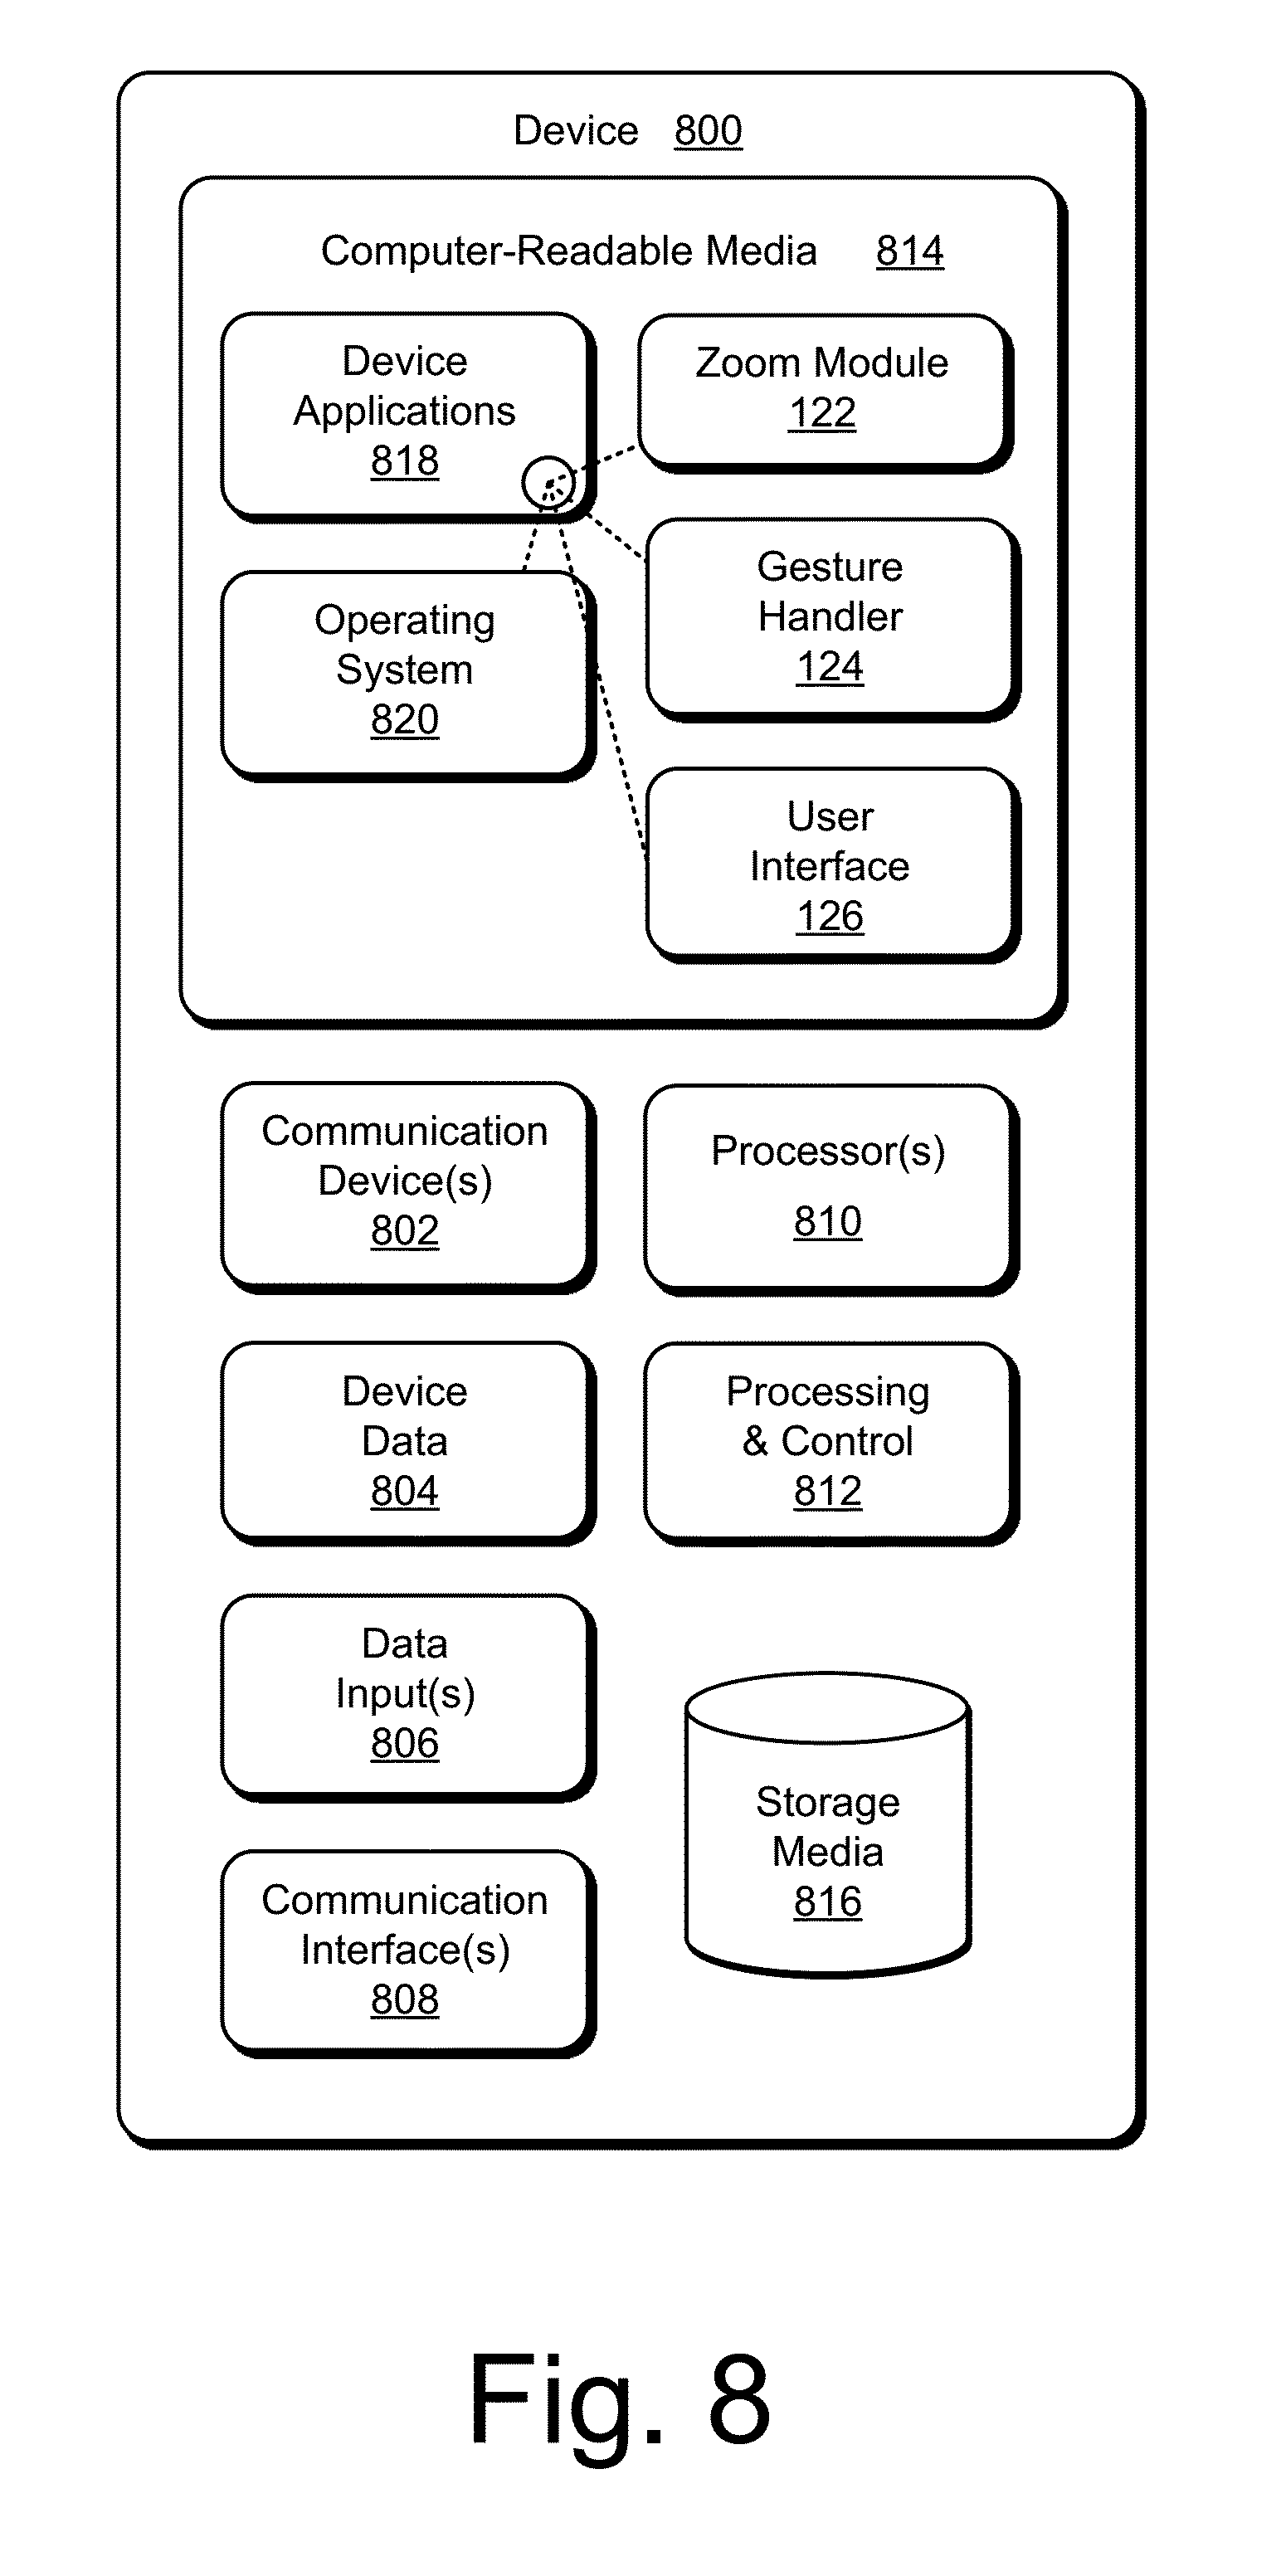 Device 800
Computer-Readable Media 814
Device
Applications
818
Zoom Module
122
Gesture
Handler
124
Operating
System
820
User
Interface
126
Communication
Device(s)
802
Processor(s)
810
Device
Data
804
Processing
& Control
812
Data
Input(s)
806
Storage
Media
816
Communication
Interface(s)
808
Fig. 8